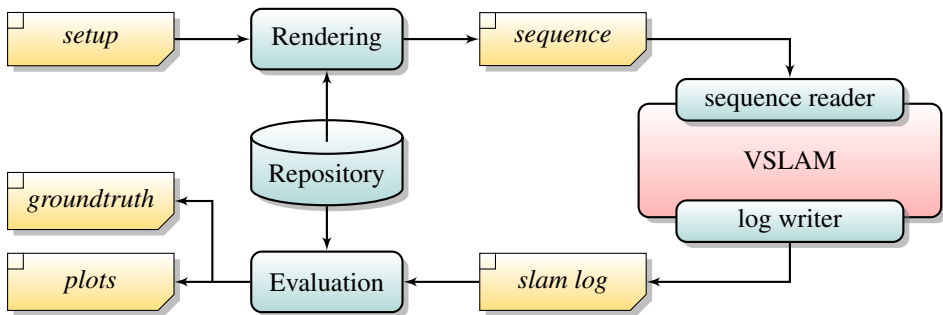 setup
Rendering
sequence
sequence reader
VSLAM
Repository
groundtruth
log writer
plots
Evaluation
slam log